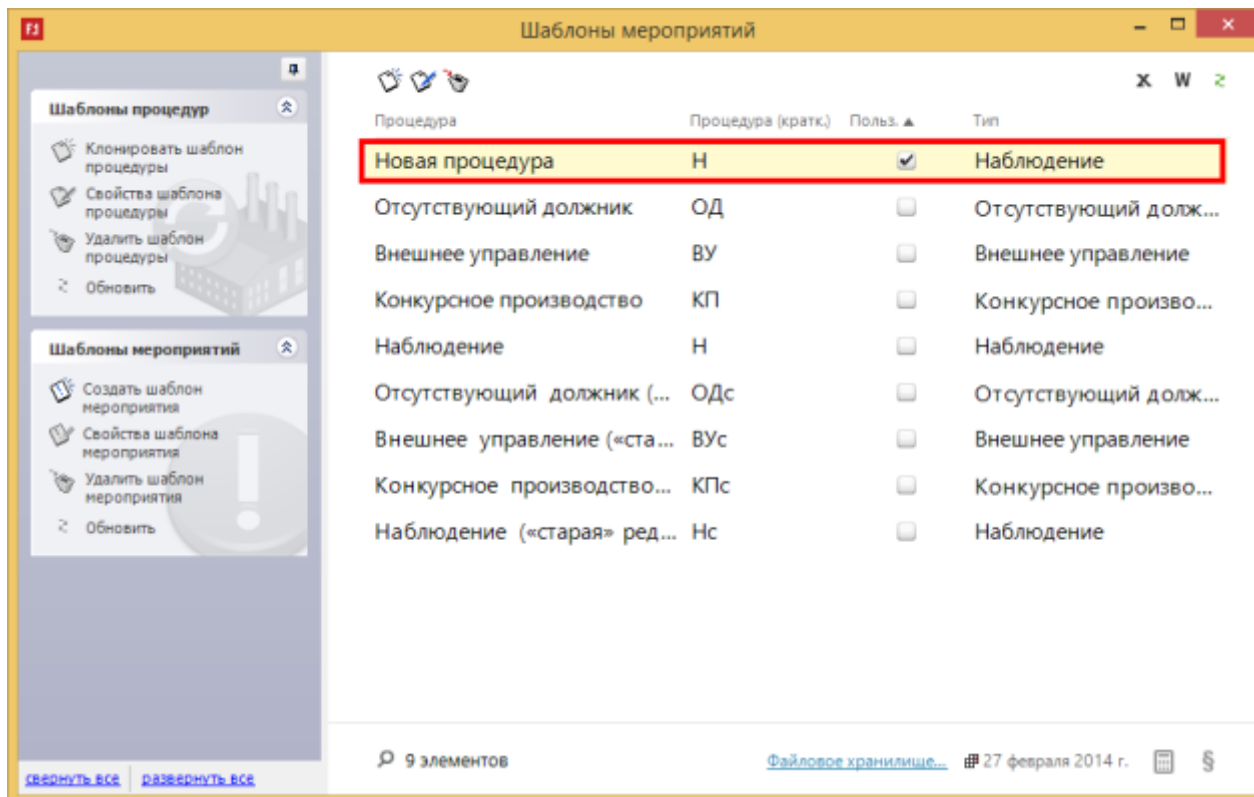 Шаблоны мероприятий
Шаблоны процедур
Клонировать шаблон
процедуры
Свойства шаблона
процедуры
Удалить шаблон
процедуры
Обновить
Шаблоны мероприятий
Создать шаблон
мероприятия
Свойства шаблона
мероприятия
Удалить шаблон
мероприятия
Обновить
свернуть все развернуть все
X W
Процедура Процедура (кратк.) Польз. ▲ Тип
Новая процедура Н Наблюдение
Отсутствующий должник ОД Отсутствующий долж...
Внешнее управление ВУ Внешнее управление
Конкурсное производство КП Конкурсное произво...
Наблюдение Н Наблюдение
Отсутствующий должник (... ОДс Отсутствующий долж...
Внешнее управление («ста... ВУс Внешнее управление
Конкурсное производство... КПс Конкурсное произво...
Наблюдение («старая» ред... Нс Наблюдение
9 элементов Файловое хранилище... 27 февраля 2014 г. §